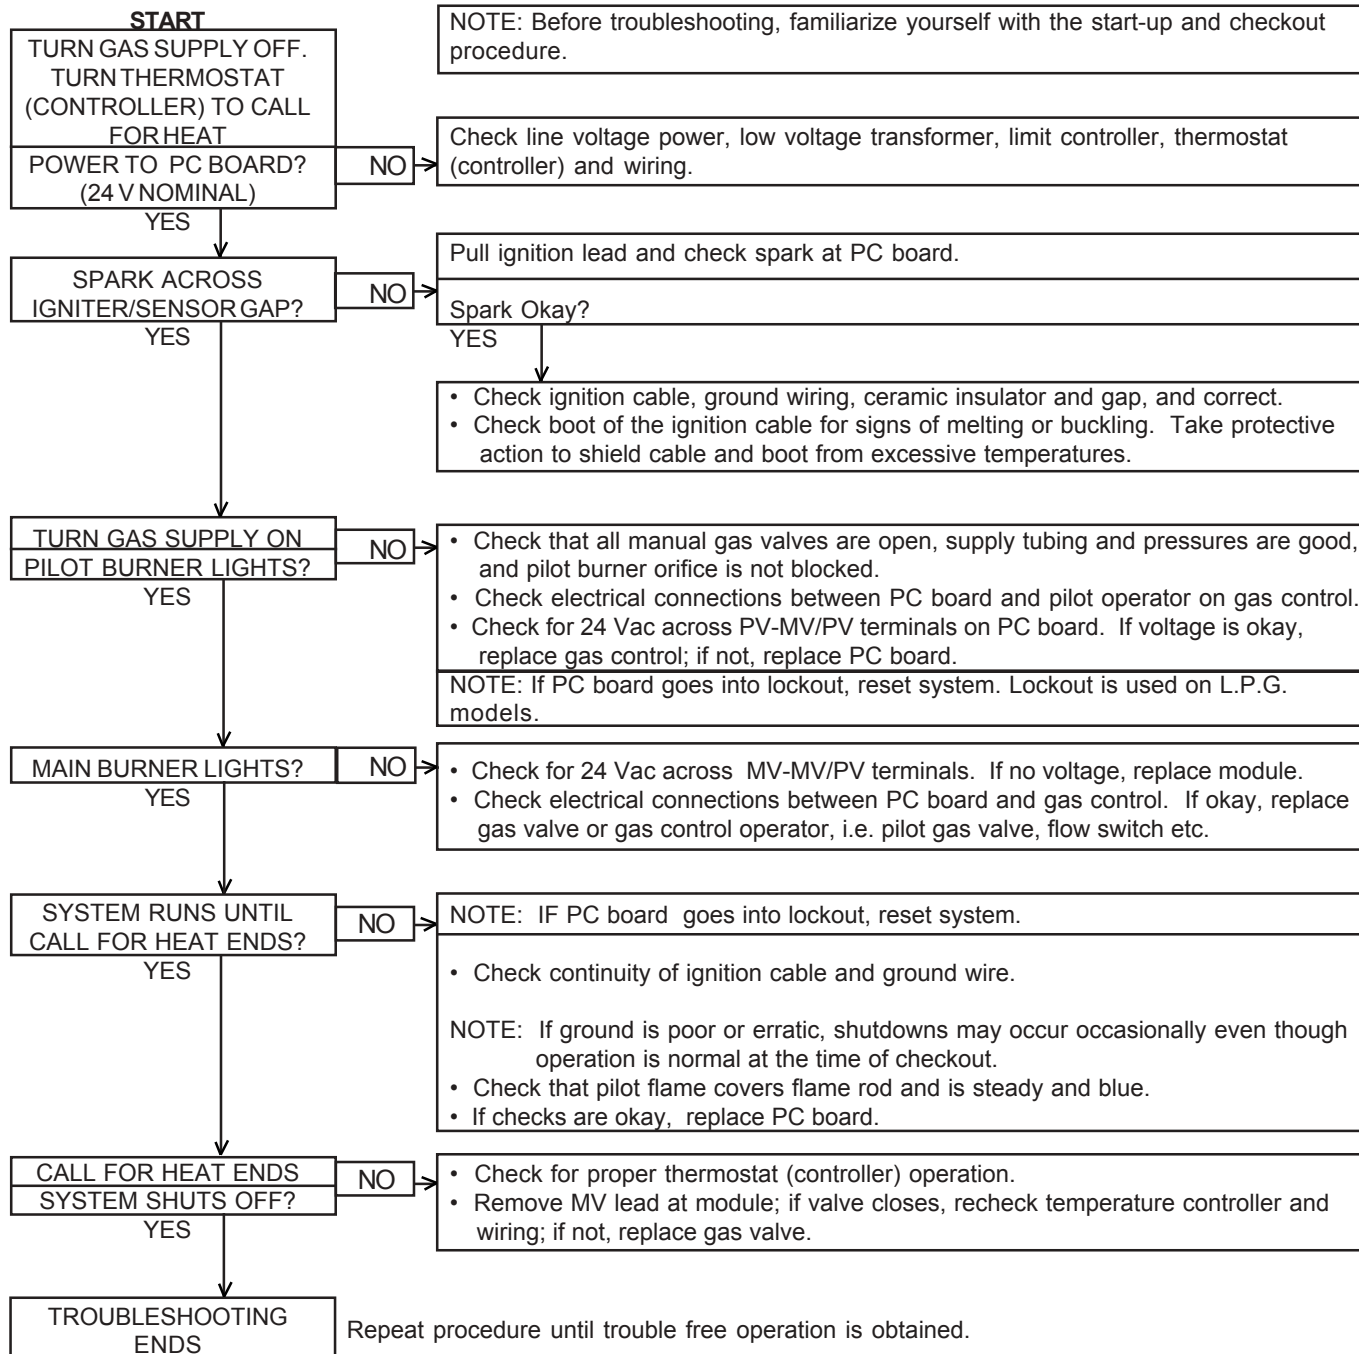 START
TURN GAS SUPPLY OFF.
TURN THERMOSTAT
(CONTROLLER) TO CALL
FOR HEAT
NOTE: Before troubleshooting, familiarize yourself with the start-up and checkout
procedure.
POWER TO PC BOARD?
(24 V NOMINAL)
NO
Check line voltage power, low voltage transformer, limit controller, thermostat
(controller) and wiring.
YES
SPARK ACROSS
IGNITER/SENSOR GAP?
NO
Pull ignition lead and check spark at PC board.
Spark Okay?
YES
YES
• Check ignition cable, ground wiring, ceramic insulator and gap, and correct.
• Check boot of the ignition cable for signs of melting or buckling. Take protective
action to shield cable and boot from excessive temperatures.
TURN GAS SUPPLY ON
PILOT BURNER LIGHTS?
NO
• Check that all manual gas valves are open, supply tubing and pressures are good,
and pilot burner orifice is not blocked.
• Check electrical connections between PC board and pilot operator on gas control.
• Check for 24 Vac across PV-MV/PV terminals on PC board. If voltage is okay,
replace gas control; if not, replace PC board.
NOTE: If PC board goes into lockout, reset system. Lockout is used on L.P.G.
models.
YES
MAIN BURNER LIGHTS?
NO
• Check for 24 Vac across MV-MV/PV terminals. If no voltage, replace module.
• Check electrical connections between PC board and gas control. If okay, replace
gas valve or gas control operator, i.e. pilot gas valve, flow switch etc.
YES
SYSTEM RUNS UNTIL
CALL FOR HEAT ENDS?
NO
NOTE: IF PC board goes into lockout, reset system.
• Check continuity of ignition cable and ground wire.
NOTE: If ground is poor or erratic, shutdowns may occur occasionally even though
operation is normal at the time of checkout.
• Check that pilot flame covers flame rod and is steady and blue.
• If checks are okay, replace PC board.
YES
CALL FOR HEAT ENDS
SYSTEM SHUTS OFF?
NO
• Check for proper thermostat (controller) operation.
• Remove MV lead at module; if valve closes, recheck temperature controller and
wiring; if not, replace gas valve.
YES
TROUBLESHOOTING
ENDS
Repeat procedure until trouble free operation is obtained.